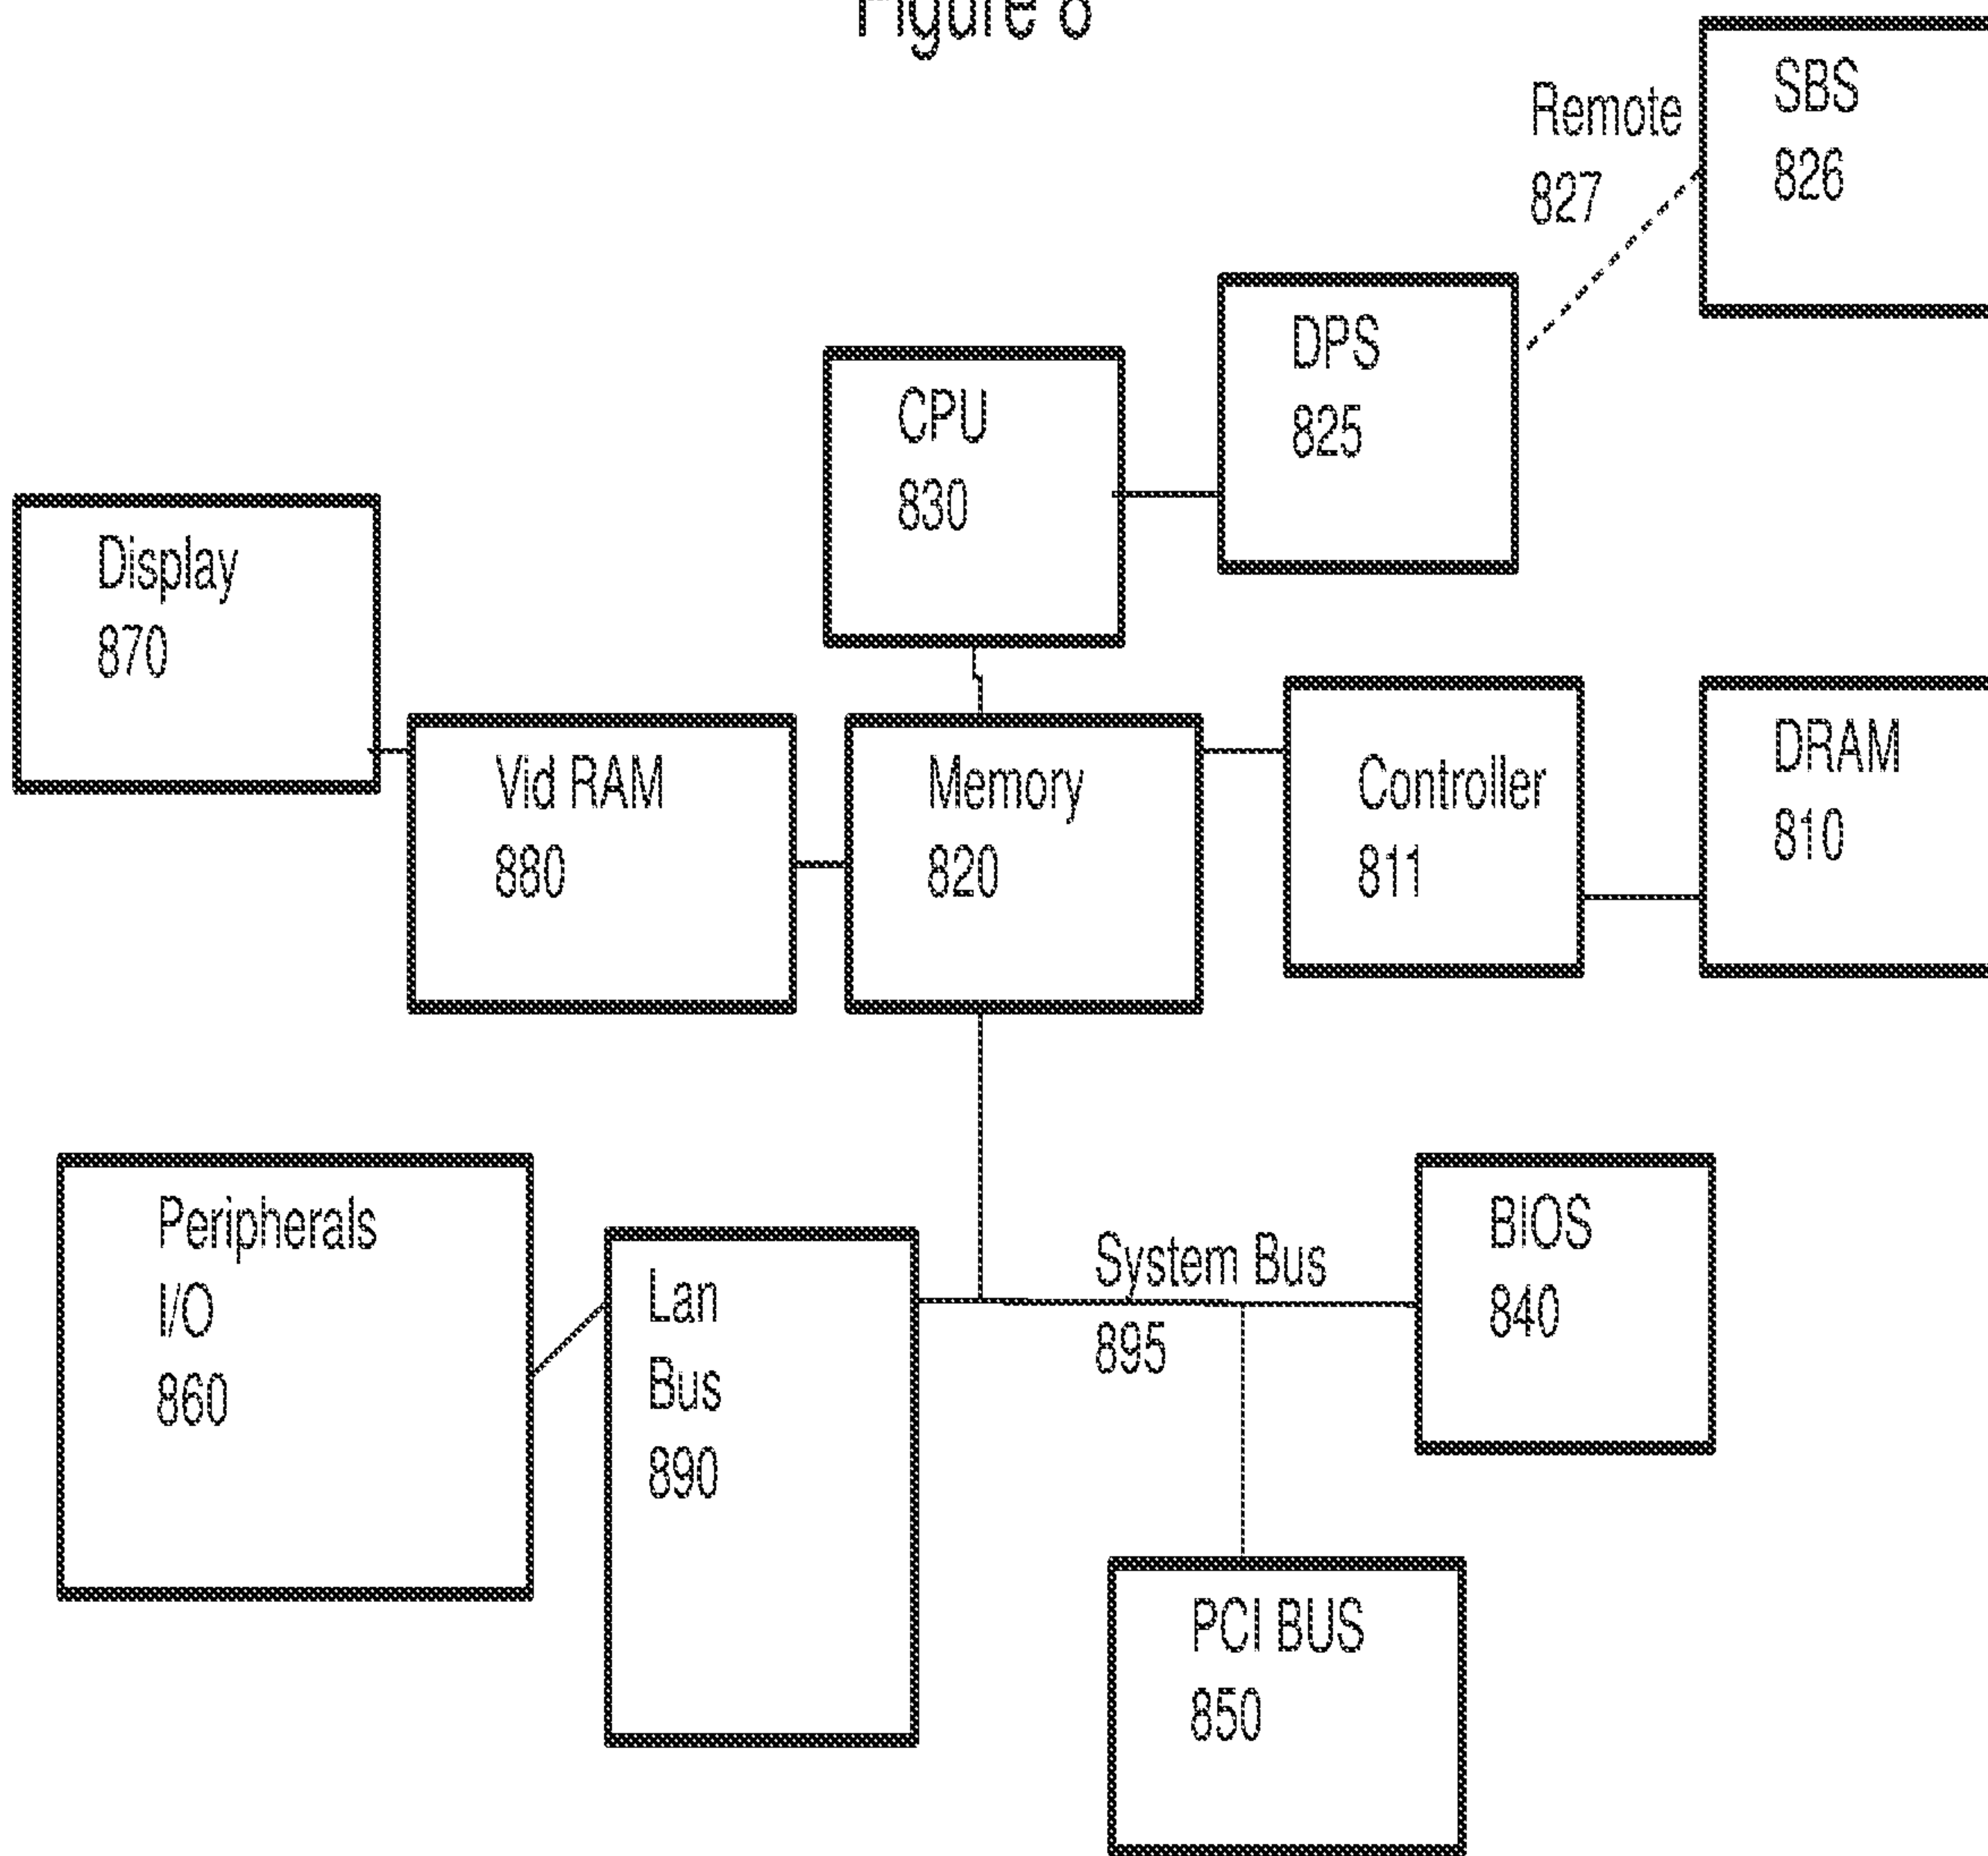 Figure 8
SBS
826
Remote
827
DPS
825
CPU
830
Display
870
Vid RAM
880
Memory
820
Controller
811
DRAM
810
Peripherals
I/O
860
Lan
Bus
890
System Bus
895
BIOS
840
PCI BUS
850